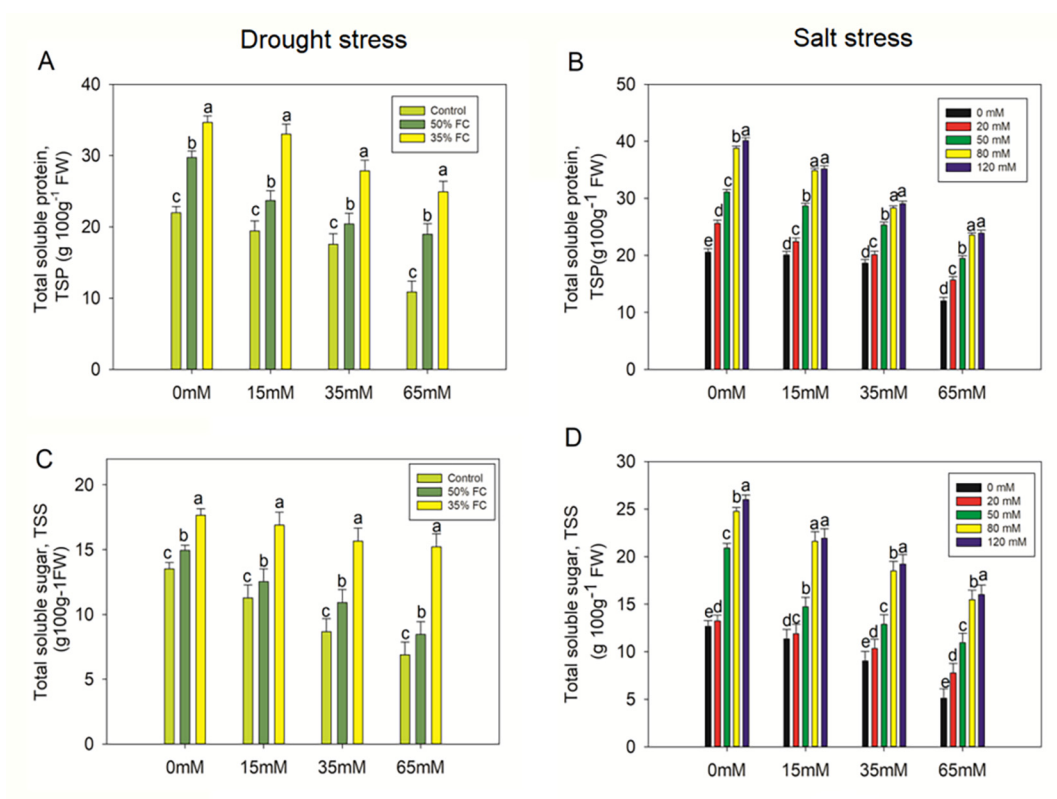 Drought stress
Salt stress
A
Total soluble protein,
TSP (g 100g-1 FW)
40
30
20
10
0
Control
50% FC
35% FC
c b a
c b a
c b a
c b a
0mM 15mM 35mM 65mM
B
Total soluble protein,
TSP(g100g-1 FW)
50
40
30
20
10
0
0 mM
20 mM
50 mM
80 mM
120 mM
e d c b a
d c b a a
d c b a a
d c b a a
0mM 15mM 35mM 65mM
C
Total soluble sugar, TSS
(g100g-1FW)
20
15
10
5
0
Control
50% FC
35% FC
c b a
c b a
c b a
c b a
0mM 15mM 35mM 65mM
D
Total soluble sugar, TSS
(g 100g-1 FW)
30
25
20
15
10
5
0
0 mM
20 mM
50 mM
80 mM
120 mM
e d c b a
d d b a a
e d c b a
e d c b a
0mM 15mM 35mM 65mM